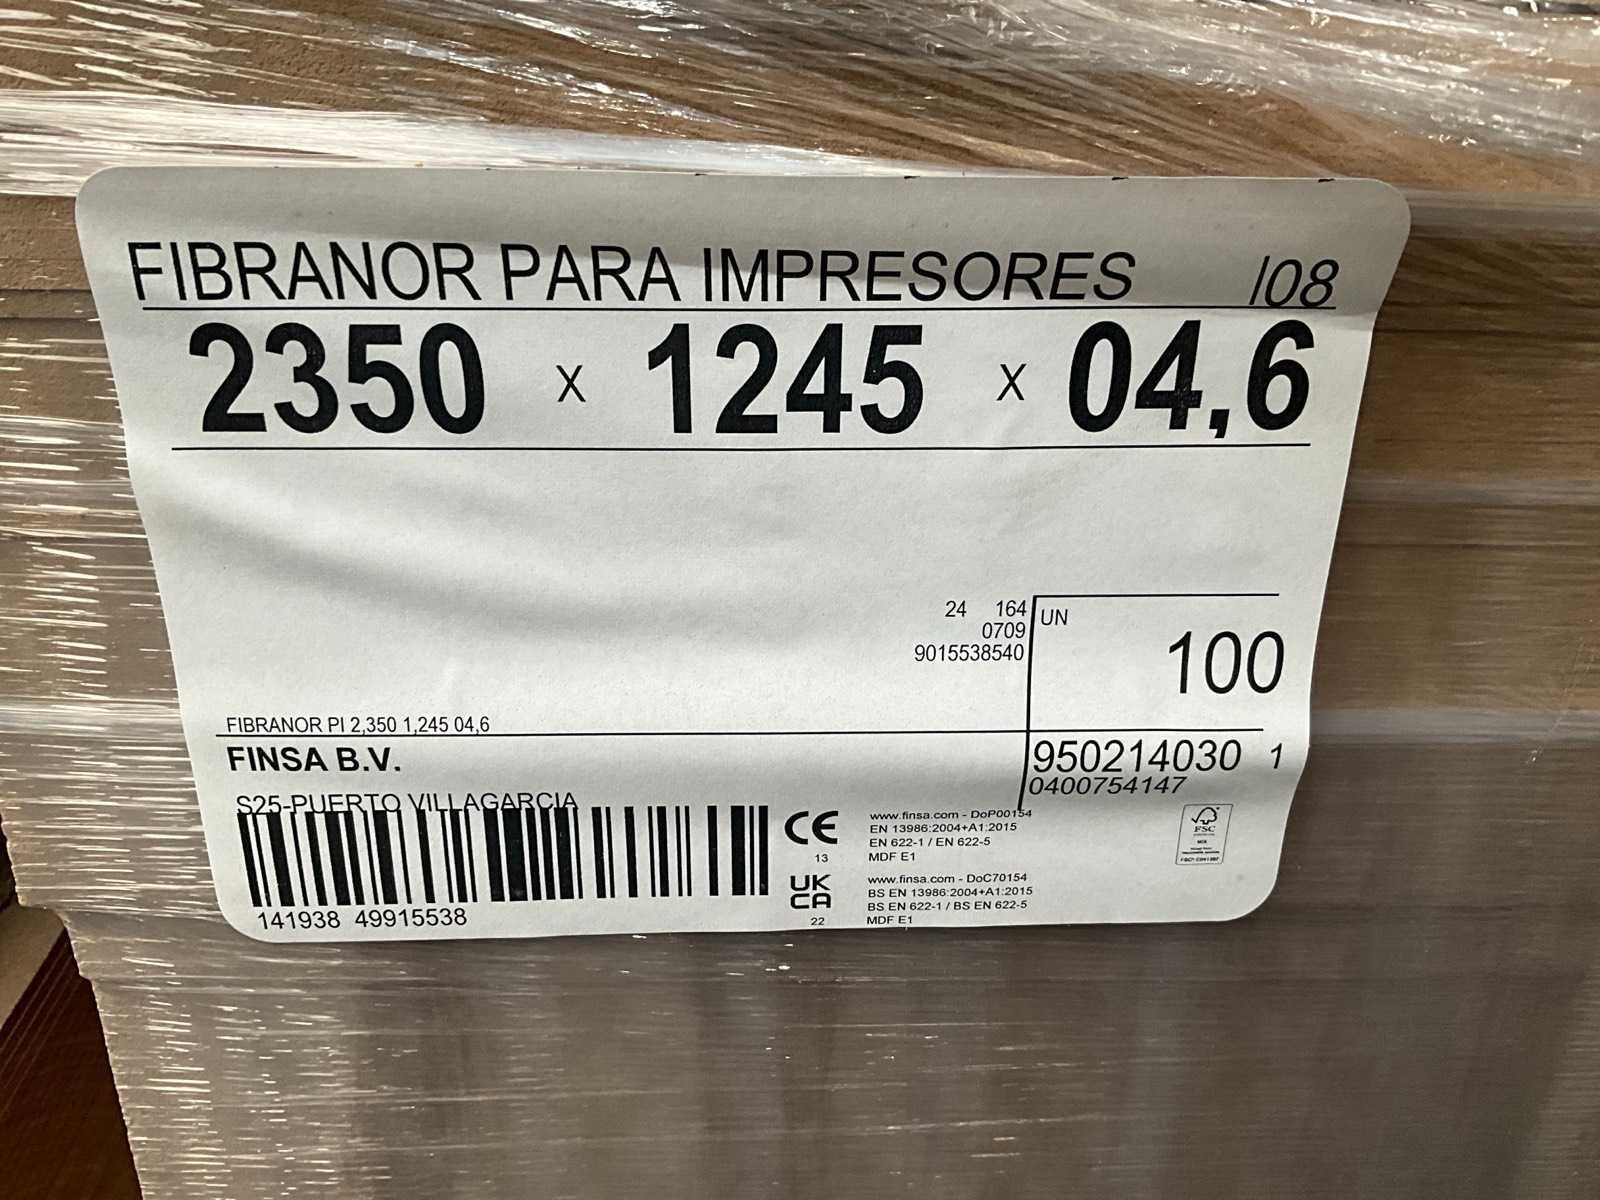 FIBRANOR PARA IMPRESORES /08
2350 x 1245 x 04,6
24 164
0709
9015538540
UN
100
FIBRANOR PI 2,350 1,245 04,6
FINSA B.V.
950214030 1
0400754147
S25-PUERTO VILLAGARCIA
141938 49915538
CE
13
www.finsa.com - DoP00154
EN 13986:2004+A1:2015
EN 622-1 / EN 622-5
MDF E1
UK
CA
22
www.finsa.com - DoC70154
BS EN 13986:2004+A1:2015
BS EN 622-1 / BS EN 622-5
MDF E1
FSC
MIX